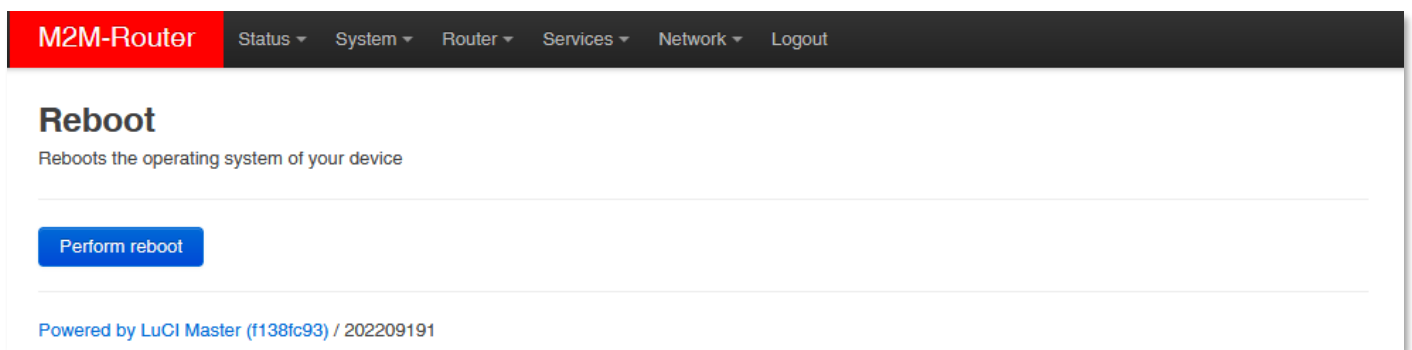 M2M-Router Status System Router Services Network Logout
Reboot
Reboots the operating system of your device
Perform reboot
Powered by LuCI Master (f138fc93) / 202209191